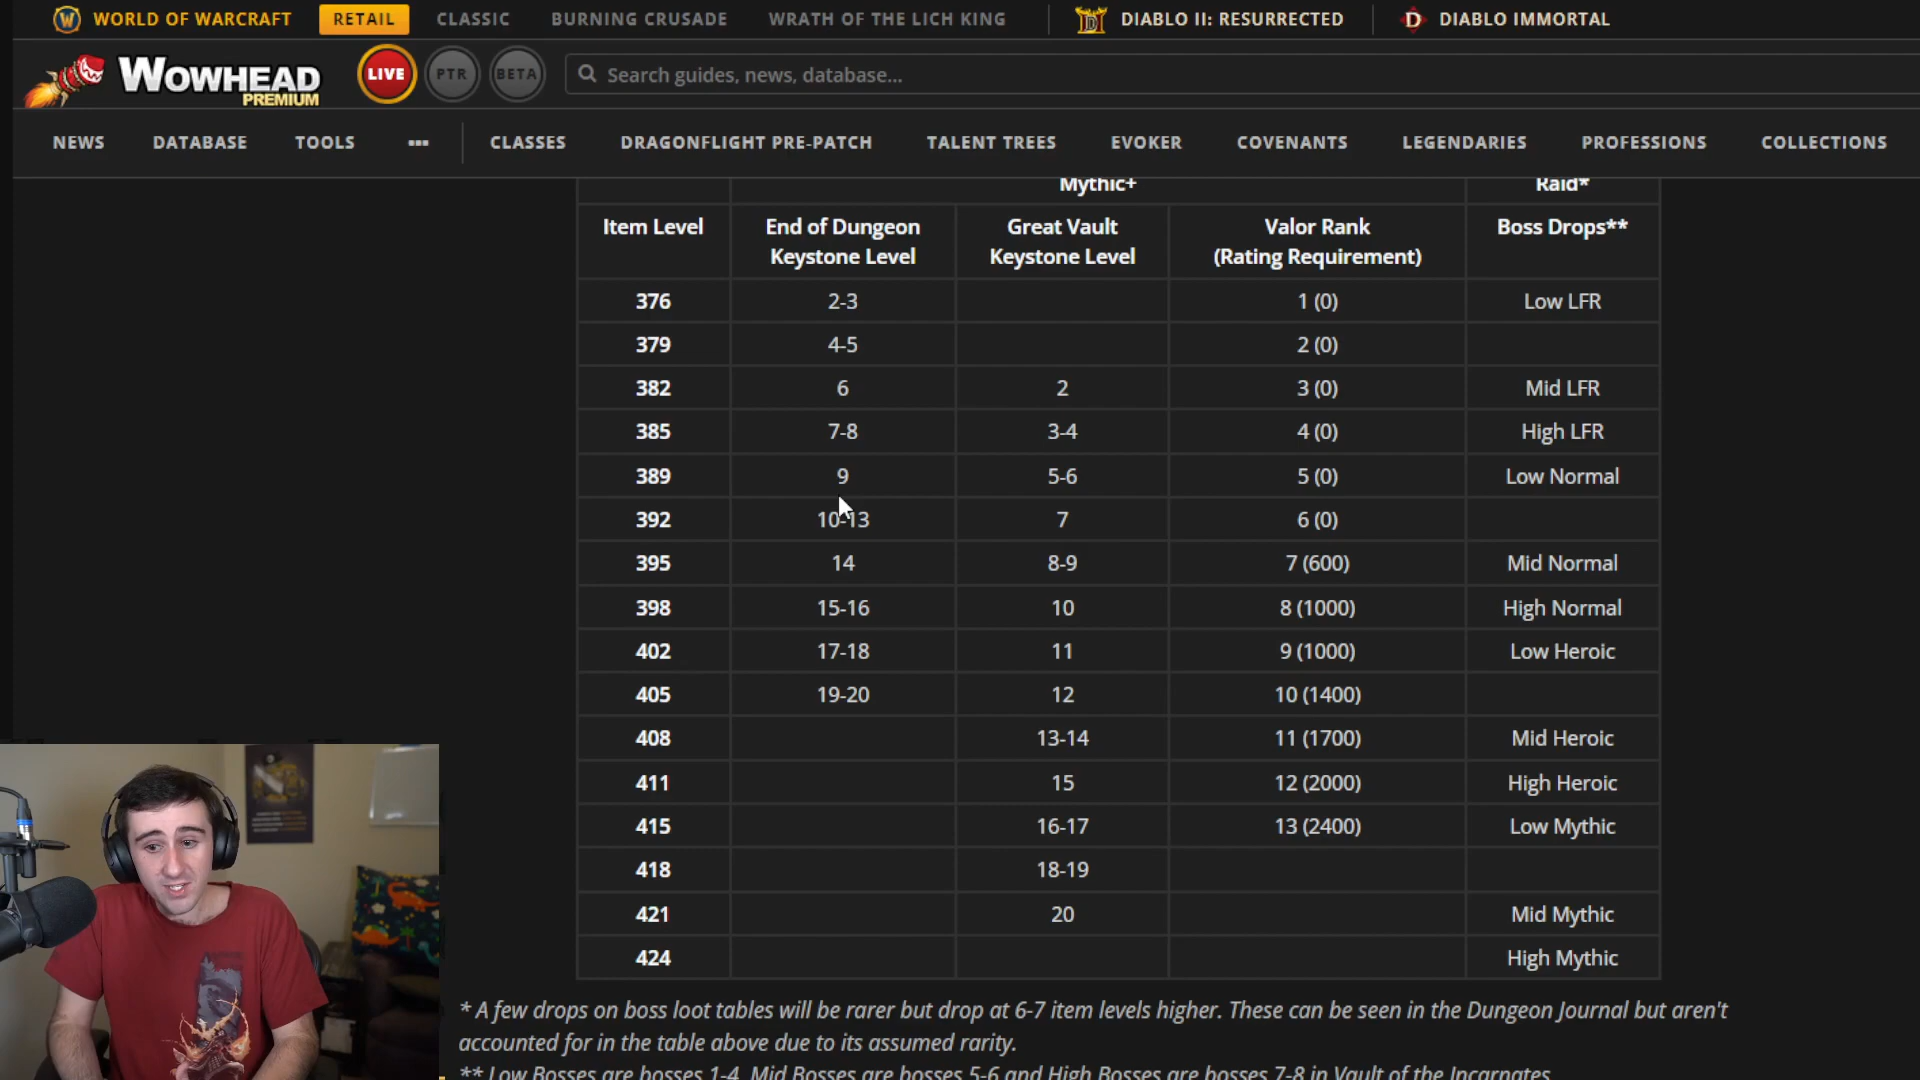 WORLD OF WARCRAFT RETAIL CLASSIC BURNING CRUSADE WRATH OF THE LICH KING DIABLO II: RESURRECTED DIABLO IMMORTAL
WOWHEAD PREMIUM LIVE PTR BETA Search guides, news, database...
NEWS DATABASE TOOLS ... CLASSES DRAGONFLIGHT PRE-PATCH TALENT TREES EVOKER COVENANTS LEGENDARIES PROFESSIONS COLLECTIONS
Mythic+ Raid*
Item Level End of Dungeon Keystone Level Great Vault Keystone Level Valor Rank (Rating Requirement) Boss Drops**
376 2-3 1 (0) Low LFR
379 4-5 2 (0)
382 6 2 3 (0) Mid LFR
385 7-8 3-4 4 (0) High LFR
389 9 5-6 5 (0) Low Normal
392 10-13 7 6 (0)
395 14 8-9 7 (600) Mid Normal
398 15-16 10 8 (1000) High Normal
402 17-18 11 9 (1000) Low Heroic
405 19-20 12 10 (1400)
408 13-14 11 (1700) Mid Heroic
411 15 12 (2000) High Heroic
415 16-17 13 (2400) Low Mythic
418 18-19
421 20 Mid Mythic
424 High Mythic
* A few drops on boss loot tables will be rarer but drop at 6-7 item levels higher. These can be seen in the Dungeon Journal but aren't
accounted for in the table above due to its assumed rarity.
** Low Bosses are bosses 1-4, Mid Bosses are bosses 5-6 and High Bosses are bosses 7-8 in Vault of the Incarnates